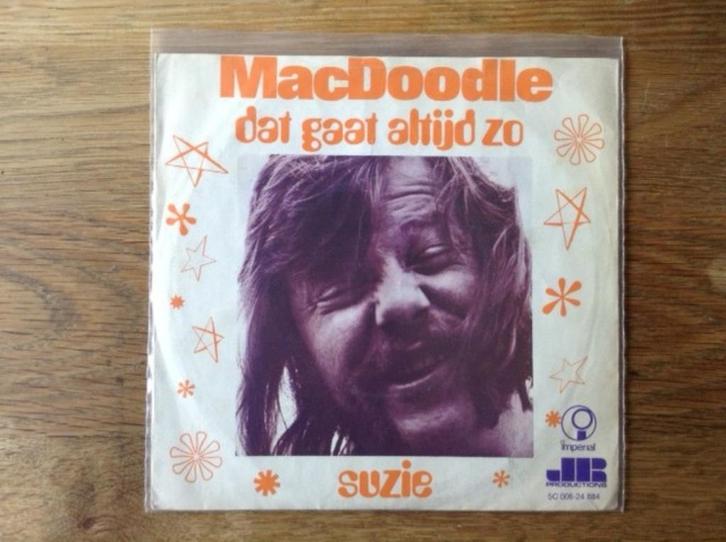 MacDoodle
dat gaat altijd zo
imperial
JR
PRODUCTIONS
suzie
5C 006-24 884